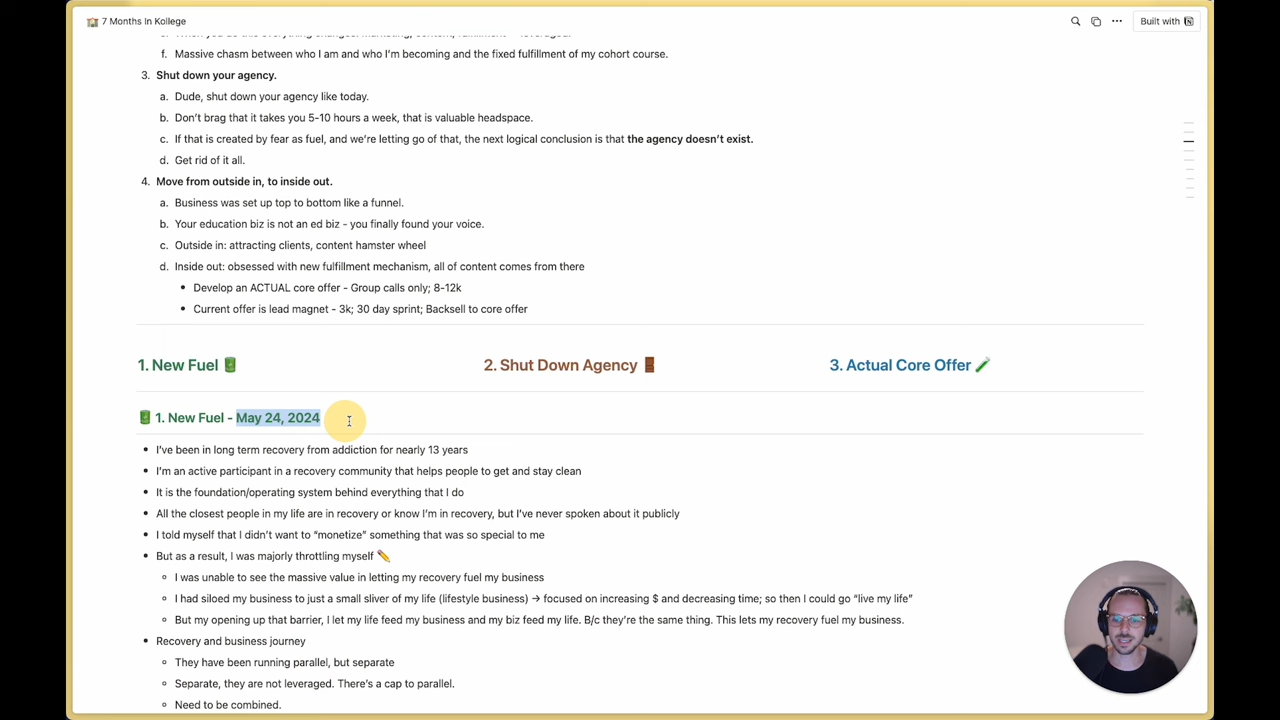 7 Months In Kollege
Built with
f. Massive chasm between who I am and who I'm becoming and the fixed fulfillment of my cohort course.
3. Shut down your agency.
a. Dude, shut down your agency like today.
b. Don't brag that it takes you 5-10 hours a week, that is valuable headspace.
c. If that is created by fear as fuel, and we're letting go of that, the next logical conclusion is that the agency doesn't exist.
d. Get rid of it all.
4. Move from outside in, to inside out.
a. Business was set up top to bottom like a funnel.
b. Your education biz is not an ed biz - you finally found your voice.
c. Outside in: attracting clients, content hamster wheel
d. Inside out: obsessed with new fulfillment mechanism, all of content comes from there
• Develop an ACTUAL core offer - Group calls only; 8-12k
• Current offer is lead magnet - 3k; 30 day sprint; Backsell to core offer
1. New Fuel 2. Shut Down Agency 3. Actual Core Offer
1. New Fuel - May 24, 2024
• I've been in long term recovery from addiction for nearly 13 years
• I'm an active participant in a recovery community that helps people to get and stay clean
• It is the foundation/operating system behind everything that I do
• All the closest people in my life are in recovery or know I'm in recovery, but I've never spoken about it publicly
• I told myself that I didn't want to “monetize” something that was so special to me
• But as a result, I was majorly throttling myself ✏️
◦ I was unable to see the massive value in letting my recovery fuel my business
◦ I had siloed my business to just a small sliver of my life (lifestyle business) → focused on increasing $ and decreasing time; so then I could go “live my life”
◦ But my opening up that barrier, I let my life feed my business and my biz feed my life. B/c they're the same thing. This lets my recovery fuel my business.
• Recovery and business journey
◦ They have been running parallel, but separate
◦ Separate, they are not leveraged. There's a cap to parallel.
◦ Need to be combined.